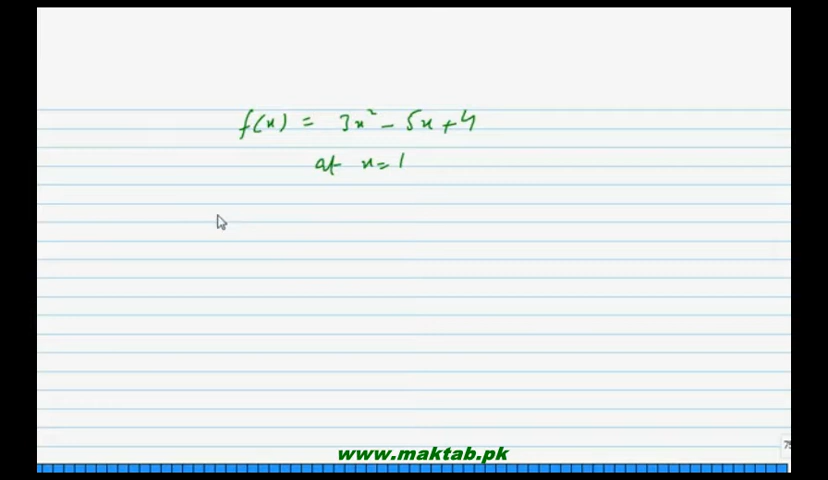 f(x) = 3x² - 5x + 4
at x = 1
www.maktab.pk